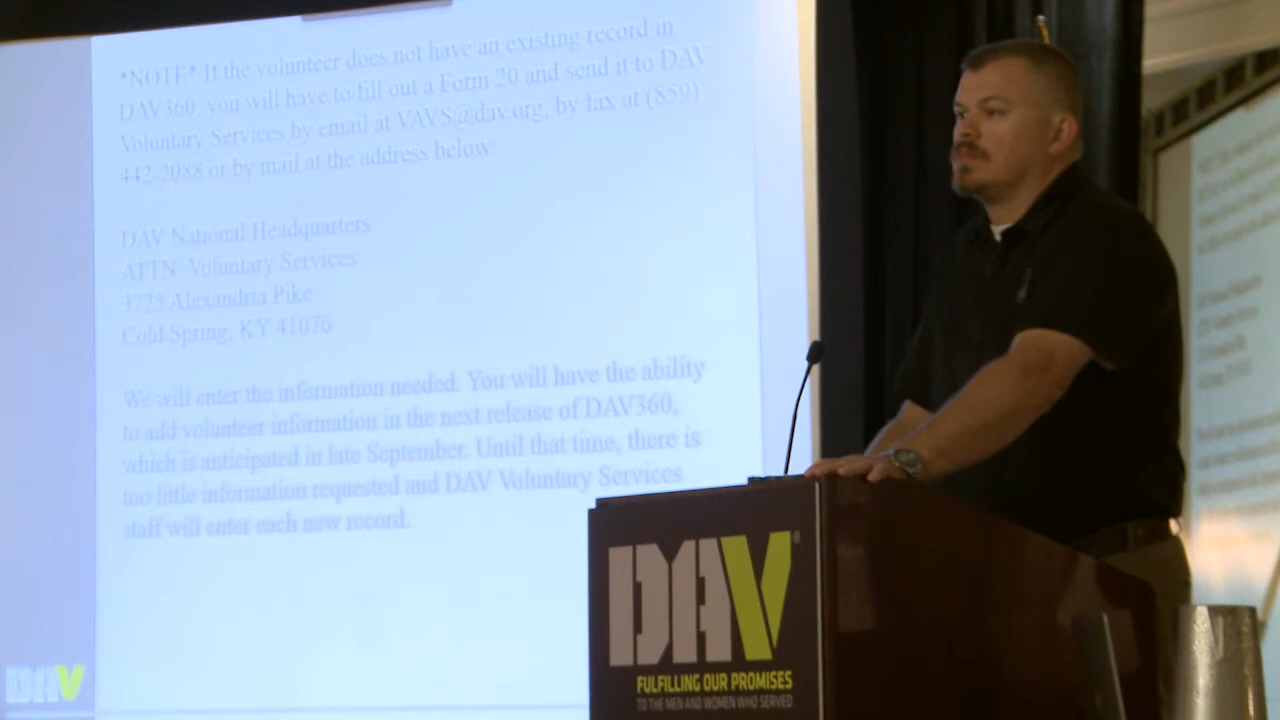 *NOTE* If the volunteer does not have an existing record in
DAV360, you will have to fill out a Form 20 and send it to DAV
Voluntary Services by email at VAVS@dav.org, by fax at (859)
442-2088 or by mail at the address below:
DAV National Headquarters
ATTN: Voluntary Services
3725 Alexandria Pike
Cold Spring, KY 41076
We will enter the information needed. You will have the ability
to add volunteer information in the next release of DAV360,
which is anticipated in late September. Until that time, there is
too little information requested and DAV Voluntary Services
staff will enter each new record.
DAV
DAV®
FULFILLING OUR PROMISES
TO THE MEN AND WOMEN WHO SERVED